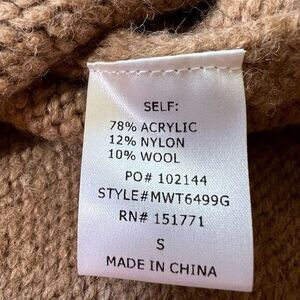 SELF:
78% ACRYLIC
12% NYLON
10% WOOL
PO# 102144
STYLE#MWT6499G
RN# 151771
S
MADE IN CHINA